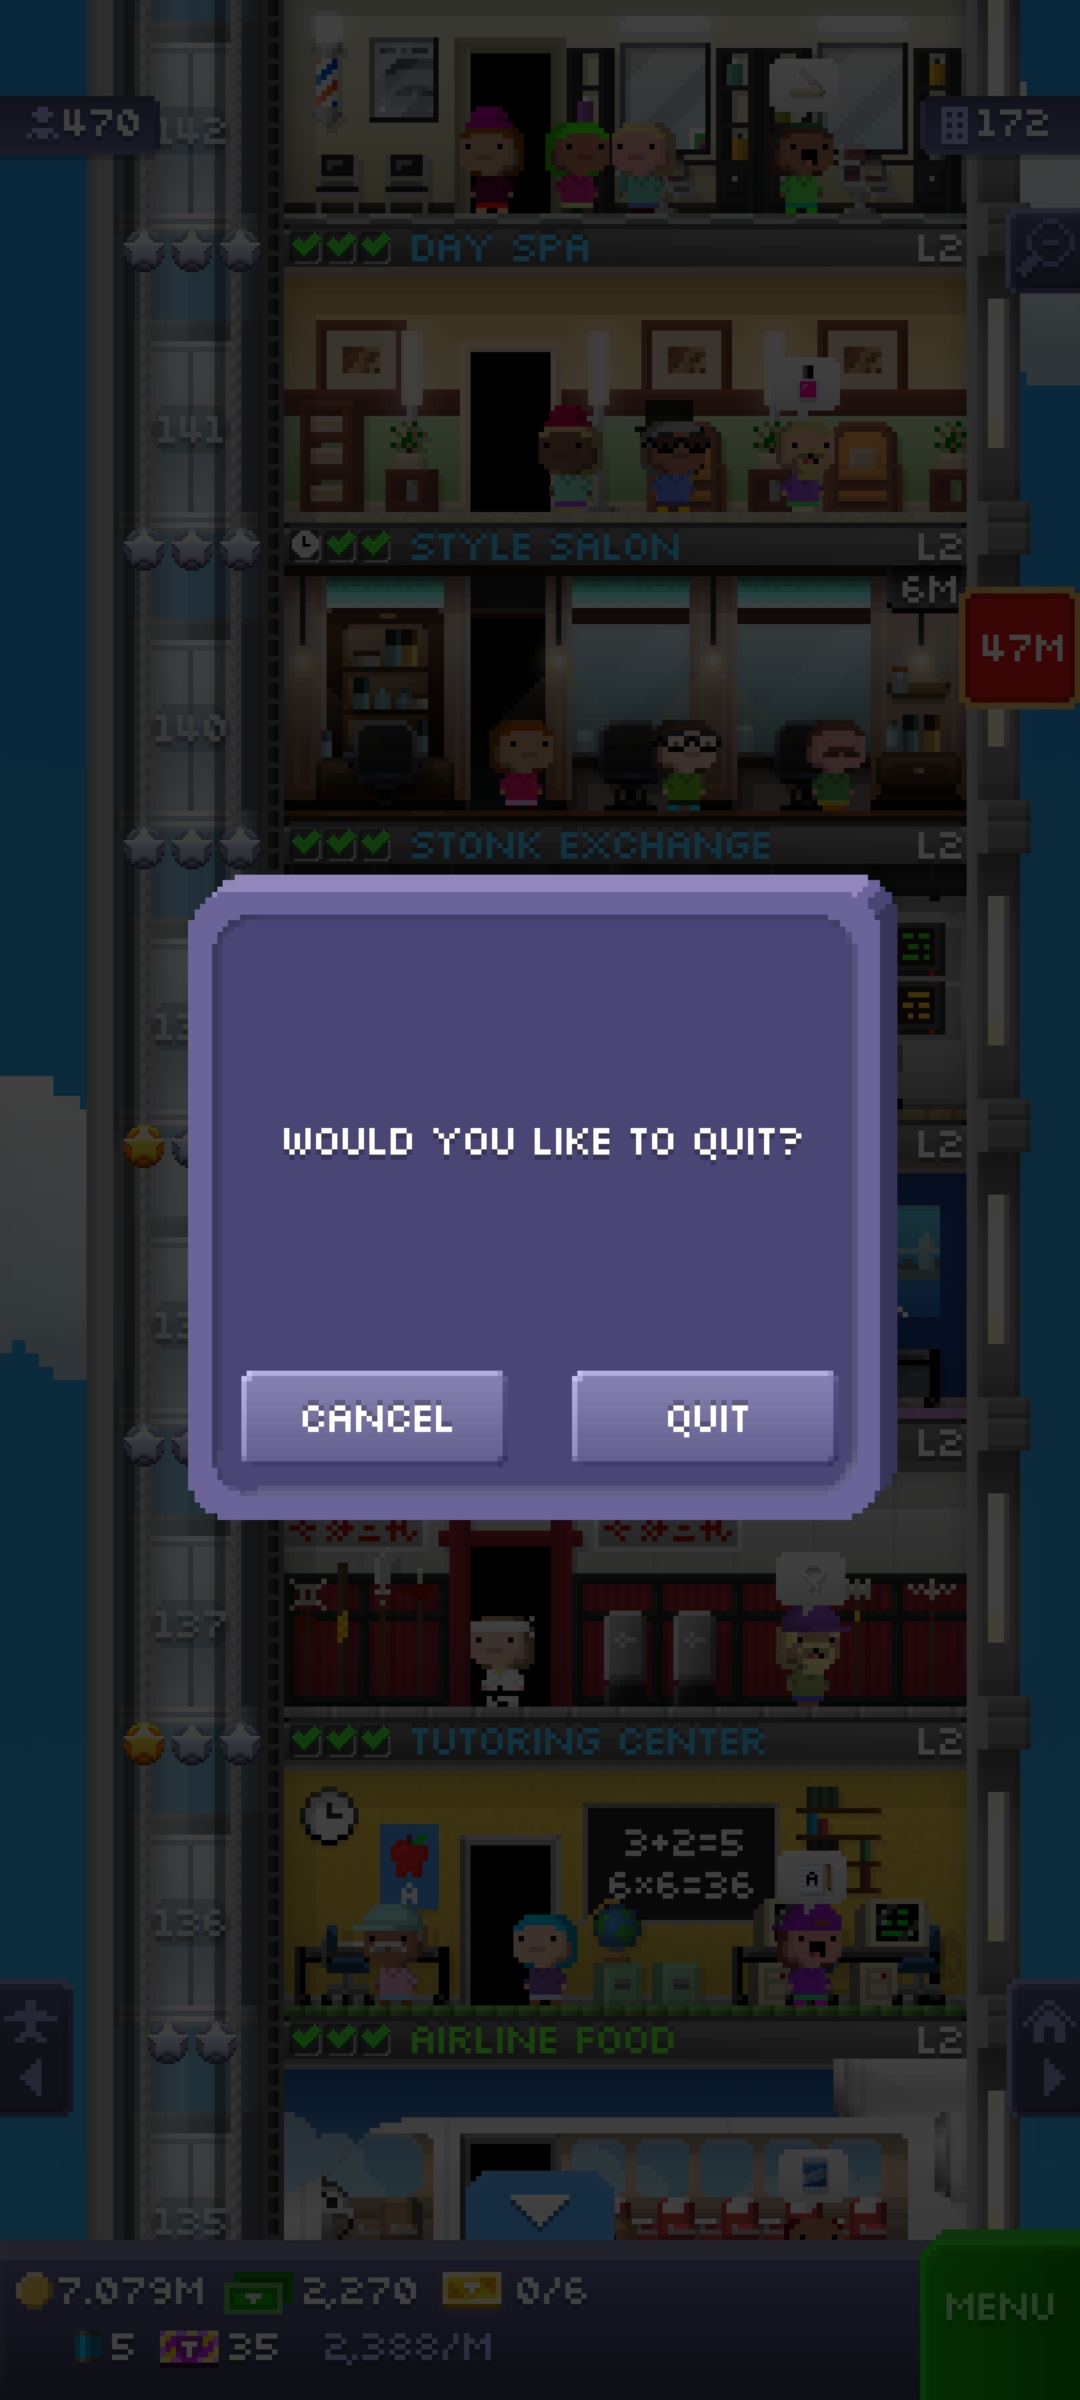 470
142
172
DAY SPA
L2
141
STYLE SALON
L2
6M
47M
140
STONK EXCHANGE
L2
L2
WOULD YOU LIKE TO QUIT?
CANCEL
QUIT
L2
137
TUTORING CENTER
L2
3+2=5
6x6=36
A
A
136
AIRLINE FOOD
L2
135
7.079M
2,270
0/6
5
T
35
2,388/M
MENU